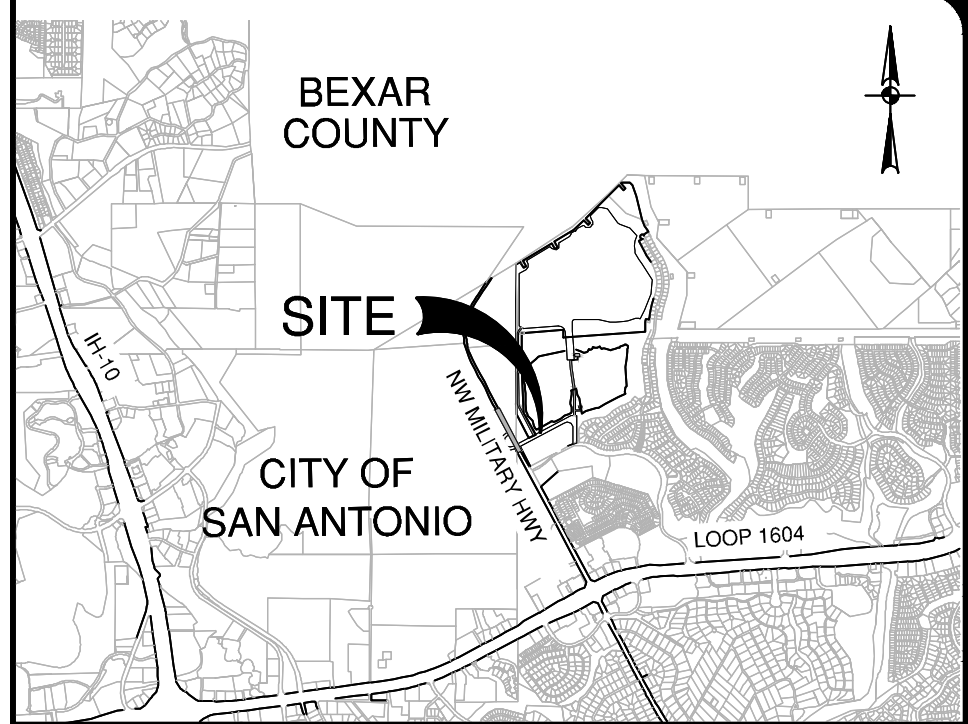 BEXAR
COUNTY
SITE
IH-10
NW MILITARY HWY
CITY OF
SAN ANTONIO
LOOP 1604